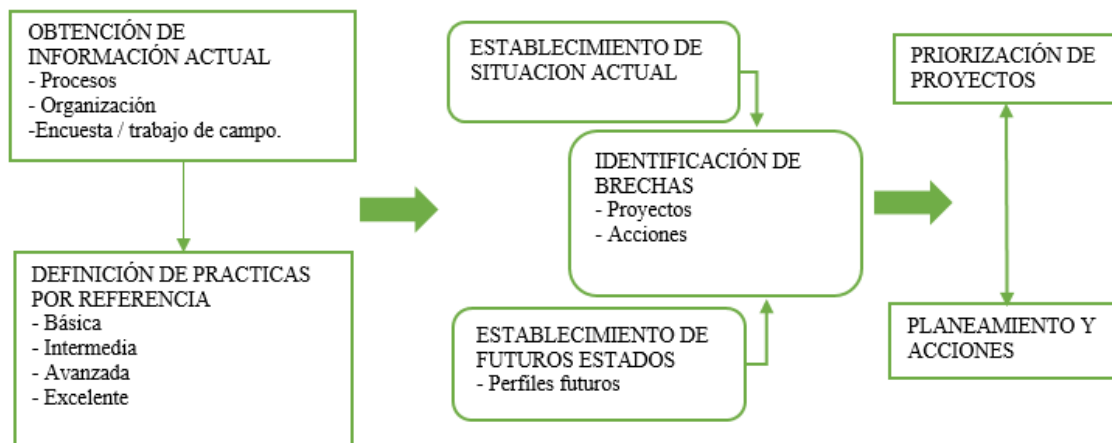 OBTENCIÓN DE
INFORMACIÓN ACTUAL
- Procesos
- Organización
-Encuesta / trabajo de campo.
DEFINICIÓN DE PRACTICAS
POR REFERENCIA
- Básica
- Intermedia
- Avanzada
- Excelente
ESTABLECIMIENTO DE
SITUACION ACTUAL
IDENTIFICACIÓN DE
BRECHAS
- Proyectos
- Acciones
ESTABLECIMIENTO DE
FUTUROS ESTADOS
- Perfiles futuros
PRIORIZACIÓN DE
PROYECTOS
PLANEAMIENTO Y
ACCIONES